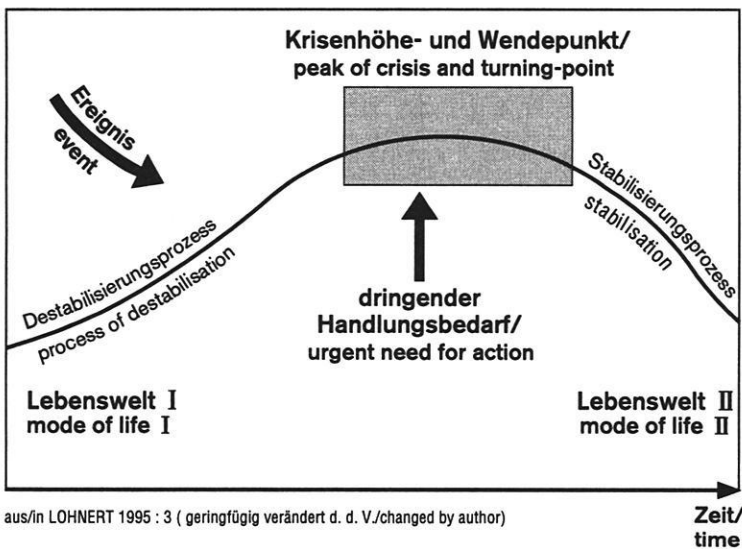 Krisenhöhe- und Wendepunkt/
peak of crisis and turning-point
Ereignis
event
Destabilisierungsprozess
process of destabilisation
Stabilisierungsprozess
stabilisation
dringender
Handlungsbedarf/
urgent need for action
Lebenswelt I
mode of life I
Lebenswelt II
mode of life II
aus/in LOHNERT 1995 : 3 ( geringfügig verändert d. d. V./changed by author)
Zeit/
time